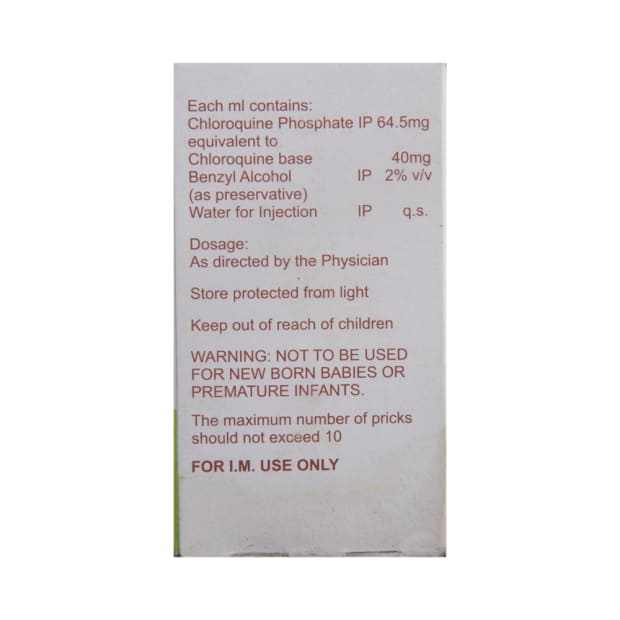 Each ml contains:
Chloroquine Phosphate IP 64.5mg
equivalent to
Chloroquine base 40mg
Benzyl Alcohol IP 2% v/v
(as preservative)
Water for Injection IP q.s.
Dosage:
As directed by the Physician
Store protected from light
Keep out of reach of children
WARNING: NOT TO BE USED
FOR NEW BORN BABIES OR
PREMATURE INFANTS.
The maximum number of pricks
should not exceed 10
FOR I.M. USE ONLY